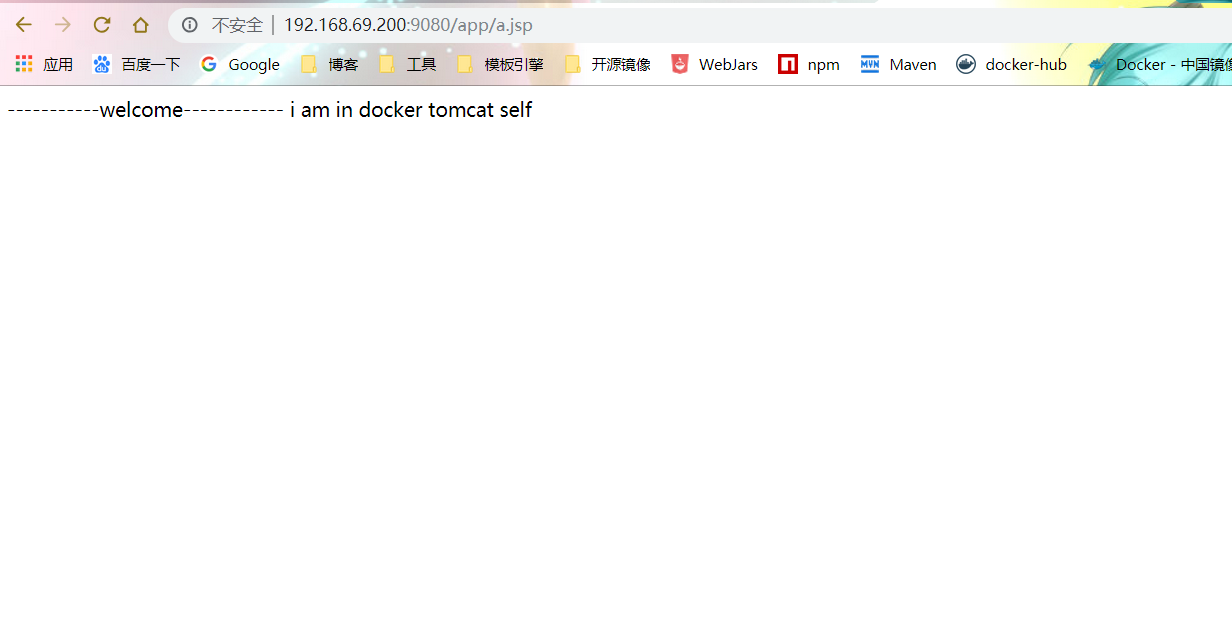 不安全 | 192.168.69.200:9080/app/a.jsp
应用 百度一下 Google 博客 工具 模板引擎 开源镜像 WebJars npm Maven docker-hub Docker - 中国镜像
-----------welcome------------ i am in docker tomcat self